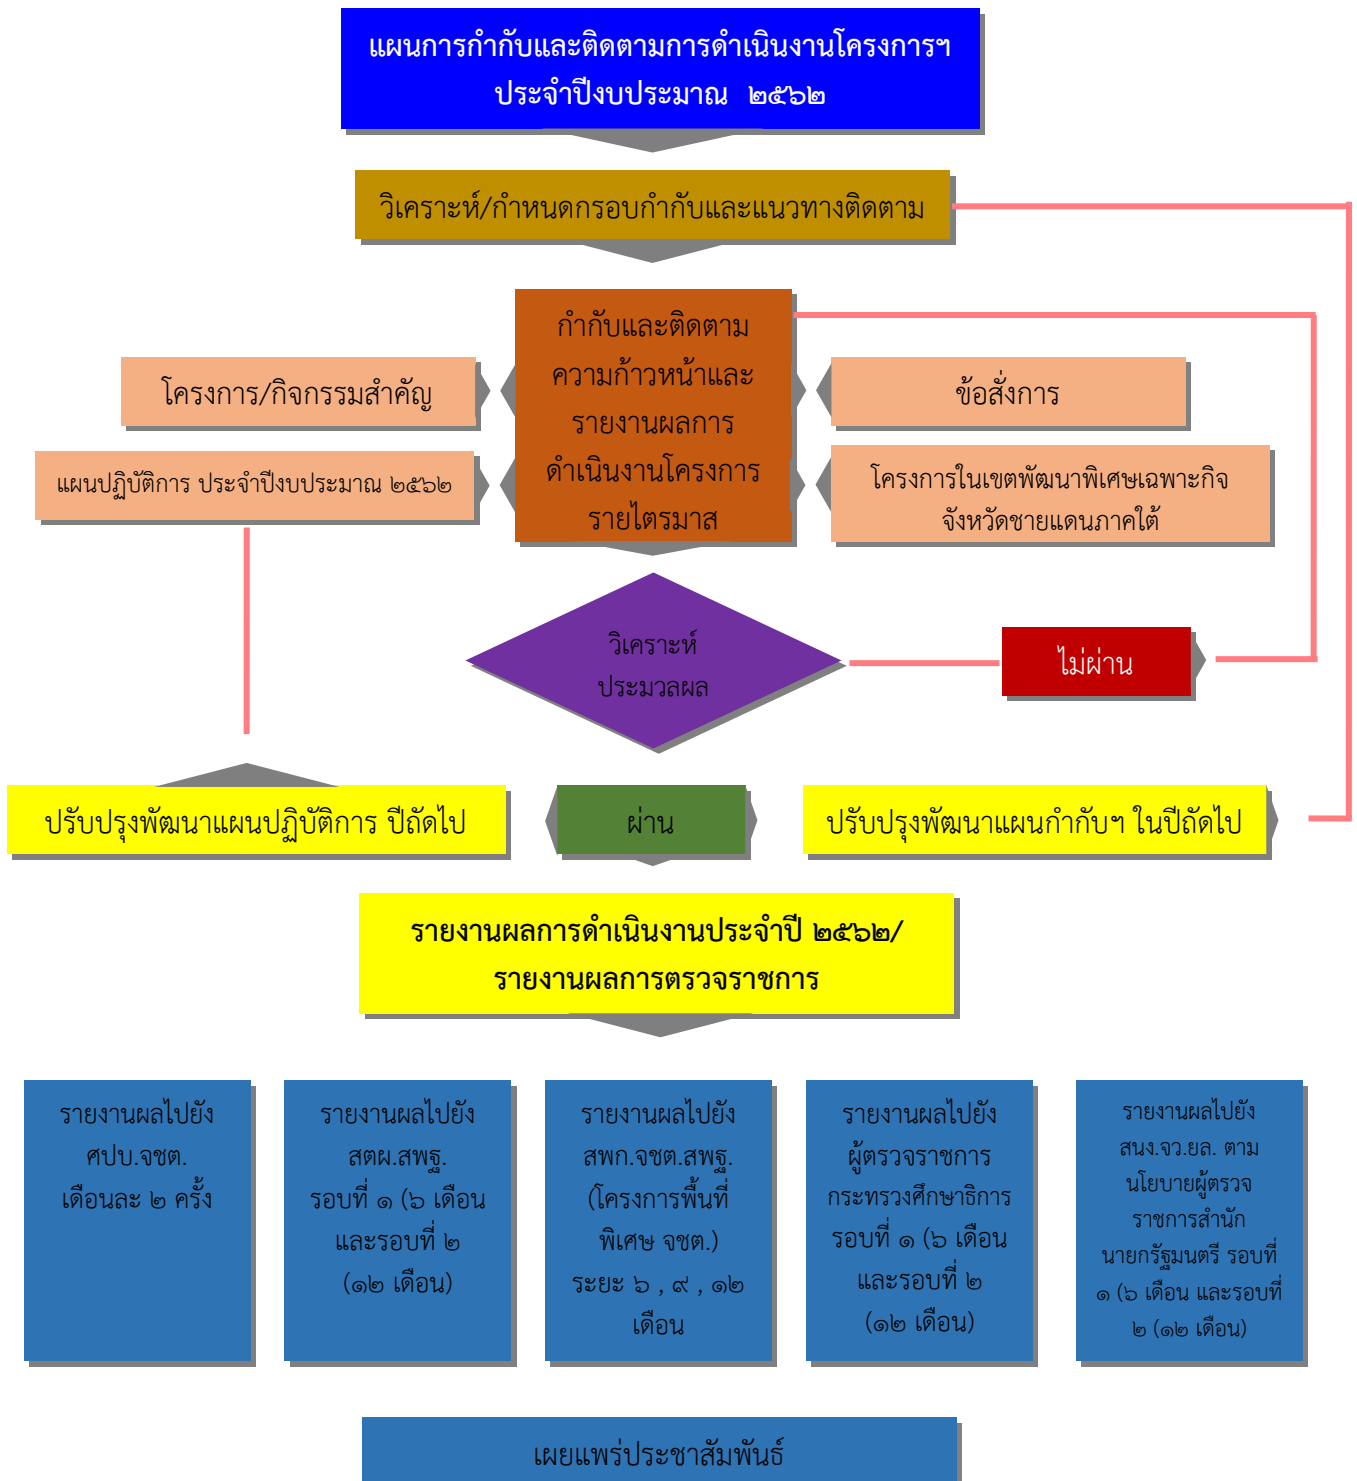 แผนการกำกับและติดตามการดำเนินงานโครงการฯ
ประจำปีงบประมาณ ๒๕๖๒
วิเคราะห์/กำหนดกรอบกำกับและแนวทางติดตาม
กำกับและติดตาม
ความก้าวหน้าและ
รายงานผลการ
ดำเนินงานโครงการ
รายไตรมาส
โครงการ/กิจกรรมสำคัญ
ข้อสั่งการ
แผนปฏิบัติการ ประจำปีงบประมาณ ๒๕๖๒
โครงการในเขตพัฒนาพิเศษเฉพาะกิจ
จังหวัดชายแดนภาคใต้
วิเคราะห์
ประมวลผล
ไม่ผ่าน
ปรับปรุงพัฒนาแผนปฏิบัติการ ปีถัดไป
ผ่าน
ปรับปรุงพัฒนาแผนกำกับฯ ในปีถัดไป
รายงานผลการดำเนินงานประจำปี ๒๕๖๒/
รายงานผลการตรวจราชการ
รายงานผลไปยัง
ศปบ.จชต.
เดือนละ ๒ ครั้ง
รายงานผลไปยัง
สตผ.สพฐ.
รอบที่ ๑ (๖ เดือน
และรอบที่ ๒
(๑๒ เดือน)
รายงานผลไปยัง
สพก.จชต.สพฐ.
(โครงการพื้นที่
พิเศษ จชต.)
ระยะ ๖ , ๙ , ๑๒
เดือน
รายงานผลไปยัง
ผู้ตรวจราชการ
กระทรวงศึกษาธิการ
รอบที่ ๑ (๖ เดือน
และรอบที่ ๒
(๑๒ เดือน)
รายงานผลไปยัง
สนง.จว.ยล. ตาม
นโยบายผู้ตรวจ
ราชการสำนัก
นายกรัฐมนตรี รอบที่
๑ (๖ เดือน และรอบที่
๒ (๑๒ เดือน)
เผยแพร่ประชาสัมพันธ์